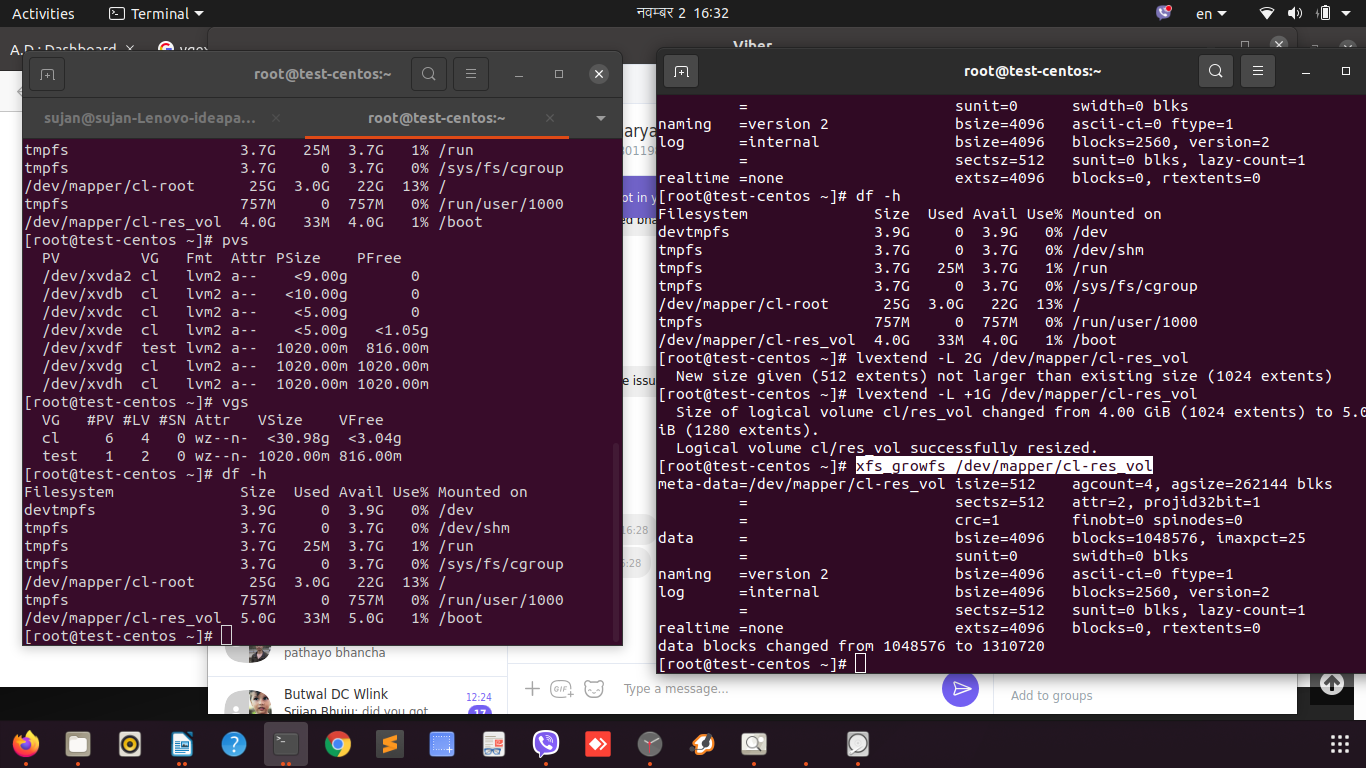 Activities
Terminal
नवम्बर 2 16:32
en
A.D : Dashboard
Viber
root@test-centos:~
sujan@sujan-Lenovo-ideapa...
root@test-centos:~
tmpfs 3.7G 25M 3.7G 1% /run
tmpfs 3.7G 0 3.7G 0% /sys/fs/cgroup
/dev/mapper/cl-root 25G 3.0G 22G 13% /
tmpfs 757M 0 757M 0% /run/user/1000
/dev/mapper/cl-res_vol 4.0G 33M 4.0G 1% /boot
[root@test-centos ~]# pvs
PV VG Fmt Attr PSize PFree
/dev/xvda2 cl lvm2 a-- <9.00g 0
/dev/xvdb cl lvm2 a-- <10.00g 0
/dev/xvdc cl lvm2 a-- <5.00g 0
/dev/xvde cl lvm2 a-- <5.00g <1.05g
/dev/xvdf test lvm2 a-- 1020.00m 816.00m
/dev/xvdg cl lvm2 a-- 1020.00m 1020.00m
/dev/xvdh cl lvm2 a-- 1020.00m 1020.00m
[root@test-centos ~]# vgs
VG #PV #LV #SN Attr VSize VFree
cl 6 4 0 wz--n- <30.98g <3.04g
test 1 2 0 wz--n- 1020.00m 816.00m
[root@test-centos ~]# df -h
Filesystem Size Used Avail Use% Mounted on
devtmpfs 3.9G 0 3.9G 0% /dev
tmpfs 3.7G 0 3.7G 0% /dev/shm
tmpfs 3.7G 25M 3.7G 1% /run
tmpfs 3.7G 0 3.7G 0% /sys/fs/cgroup
/dev/mapper/cl-root 25G 3.0G 22G 13% /
tmpfs 757M 0 757M 0% /run/user/1000
/dev/mapper/cl-res_vol 5.0G 33M 5.0G 1% /boot
[root@test-centos ~]#
root@test-centos:~
= sunit=0 swidth=0 blks
naming =version 2 bsize=4096 ascii-ci=0 ftype=1
log =internal bsize=4096 blocks=2560, version=2
= sectsz=512 sunit=0 blks, lazy-count=1
realtime =none extsz=4096 blocks=0, rtextents=0
[root@test-centos ~]# df -h
Filesystem Size Used Avail Use% Mounted on
devtmpfs 3.9G 0 3.9G 0% /dev
tmpfs 3.7G 0 3.7G 0% /dev/shm
tmpfs 3.7G 25M 3.7G 1% /run
tmpfs 3.7G 0 3.7G 0% /sys/fs/cgroup
/dev/mapper/cl-root 25G 3.0G 22G 13% /
tmpfs 757M 0 757M 0% /run/user/1000
/dev/mapper/cl-res_vol 4.0G 33M 4.0G 1% /boot
[root@test-centos ~]# lvextend -L 2G /dev/mapper/cl-res_vol
New size given (512 extents) not larger than existing size (1024 extents)
[root@test-centos ~]# lvextend -L +1G /dev/mapper/cl-res_vol
Size of logical volume cl/res_vol changed from 4.00 GiB (1024 extents) to 5.0
iB (1280 extents).
Logical volume cl/res_vol successfully resized.
[root@test-centos ~]# xfs_growfs /dev/mapper/cl-res_vol
meta-data=/dev/mapper/cl-res_vol isize=512 agcount=4, agsize=262144 blks
= sectsz=512 attr=2, projid32bit=1
= crc=1 finobt=0 spinodes=0
data = bsize=4096 blocks=1048576, imaxpct=25
= sunit=0 swidth=0 blks
naming =version 2 bsize=4096 ascii-ci=0 ftype=1
log =internal bsize=4096 blocks=2560, version=2
= sectsz=512 sunit=0 blks, lazy-count=1
realtime =none extsz=4096 blocks=0, rtextents=0
data blocks changed from 1048576 to 1310720
[root@test-centos ~]#
16:28
pathayo bhancha
Butwal DC Wlink 12:24
Srijan Bhuju: did you got 17
GIF
Type a message...
Add to groups